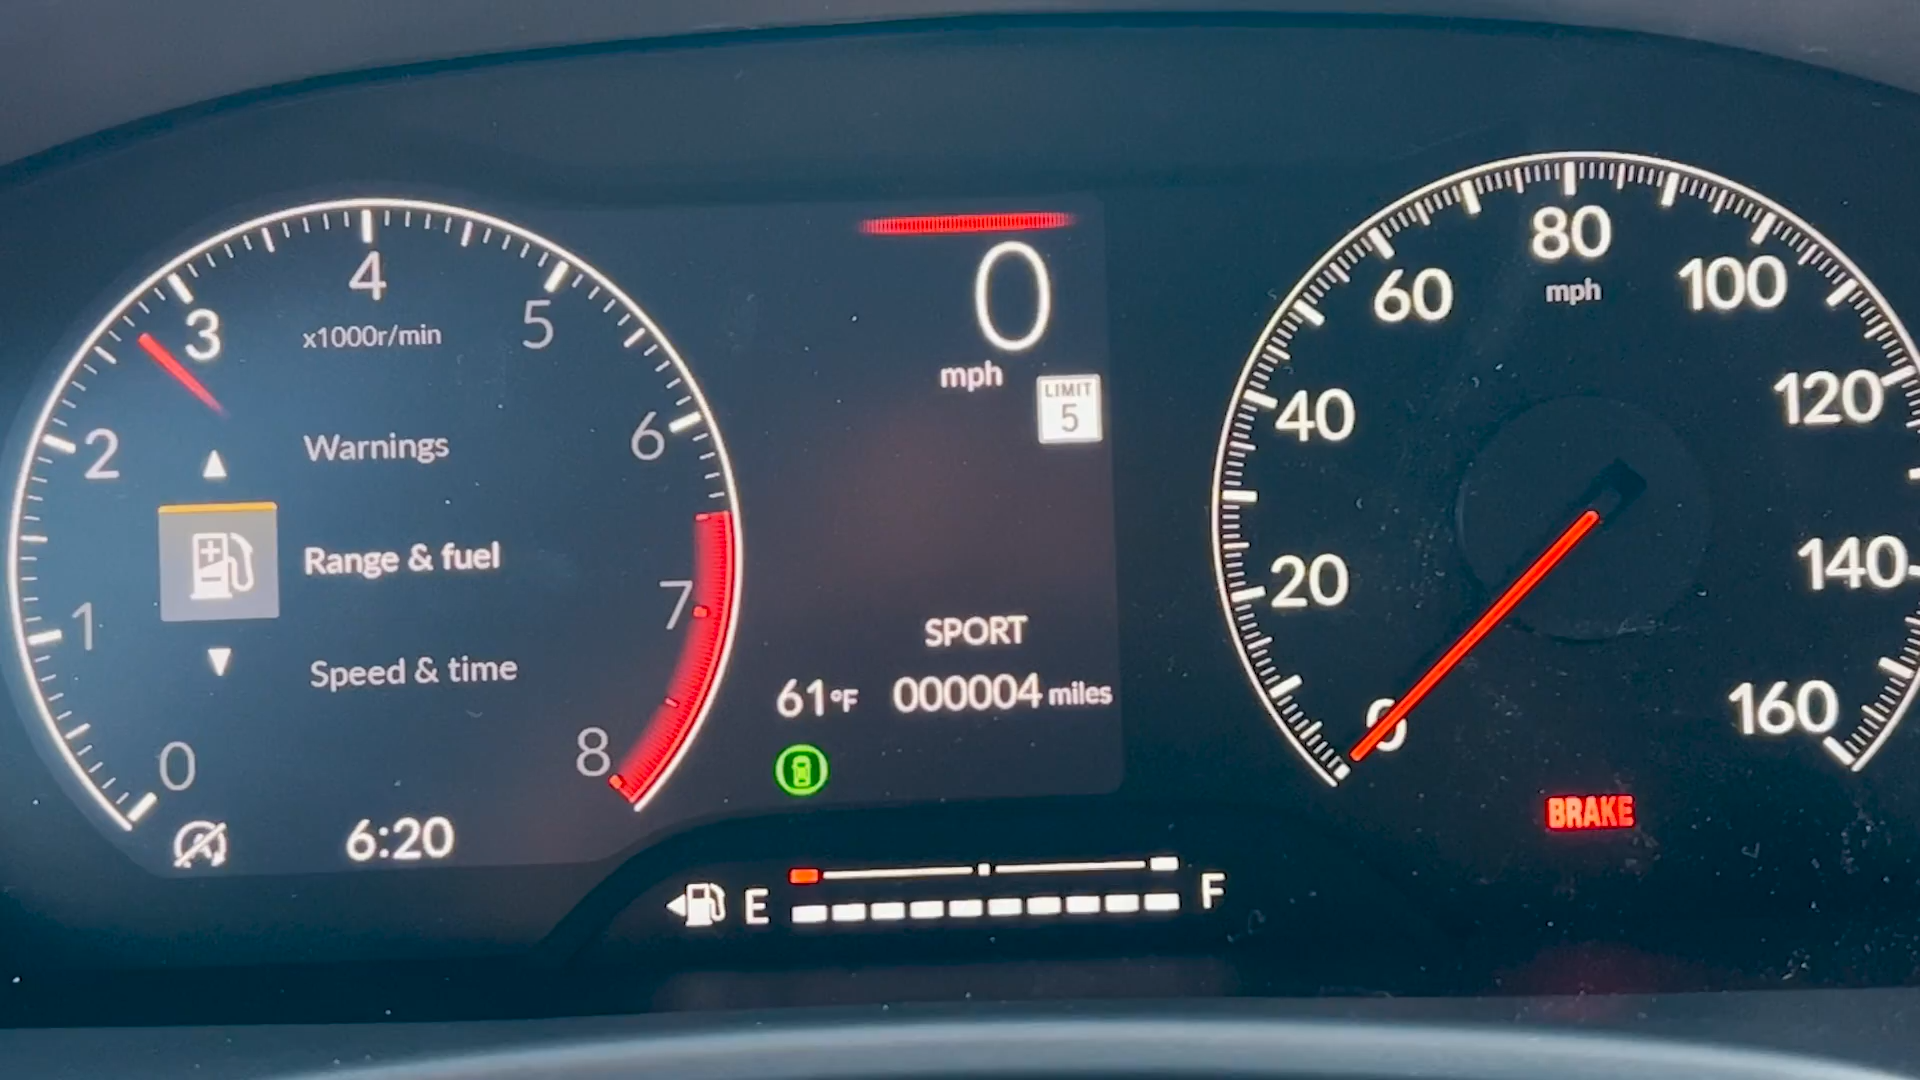 4
3
5
x1000r/min
2
6
Warnings
Range & fuel
1
7
Speed & time
0
8
6:20
0
mph
LIMIT
5
SPORT
61°F
000004 miles
E
F
80
mph
60
100
40
120
20
140
0
160
BRAKE